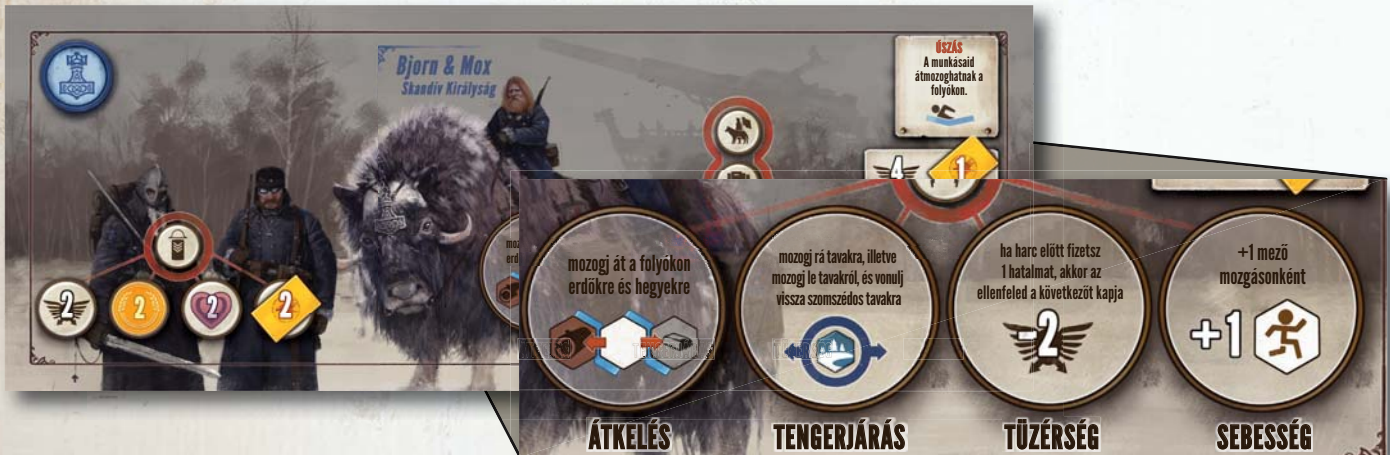 Bjorn & Mox
Skandív Királyság
ÚSZÁS
A munkásaid
átmozoghatnak a
folyókon.
4 1
2 2 2 2
mozogj át a folyókon
erdőkre és hegyekre
ÁTKELÉS
mozogj rá tavakra, illetve
mozogj le tavakról, és vonulj
vissza szomszédos tavakra
TENGERJÁRÁS
ha harc előtt fizetsz
1 hatalmat, akkor az
ellenfeled a következőt kapja
-2
TÜZÉRSÉG
+1 mező
mozgásonként
+1
SEBESSÉG